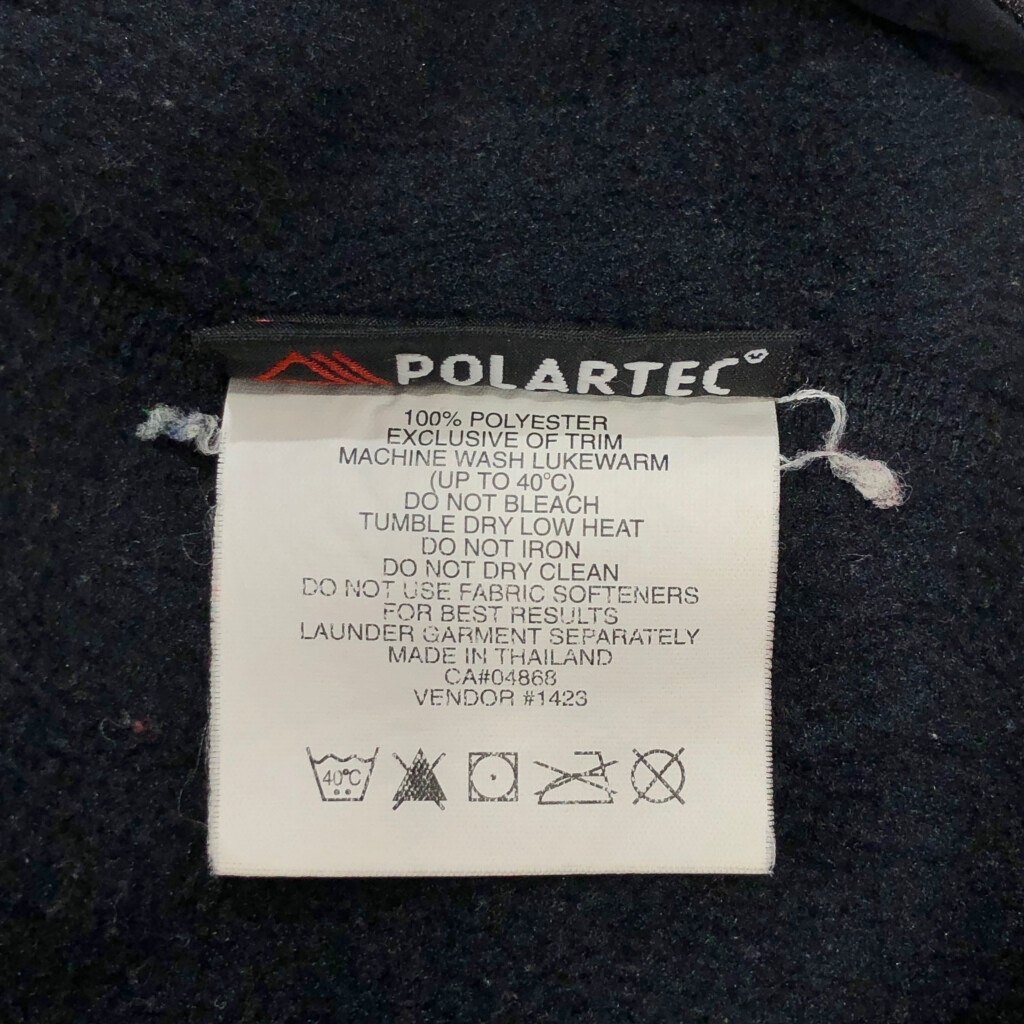 POLARTEC®
100% POLYESTER
EXCLUSIVE OF TRIM
MACHINE WASH LUKEWARM
(UP TO 40°C)
DO NOT BLEACH
TUMBLE DRY LOW HEAT
DO NOT IRON
DO NOT DRY CLEAN
DO NOT USE FABRIC SOFTENERS
FOR BEST RESULTS
LAUNDER GARMENT SEPARATELY
MADE IN THAILAND
CA#04868
VENDOR #1423
40°C